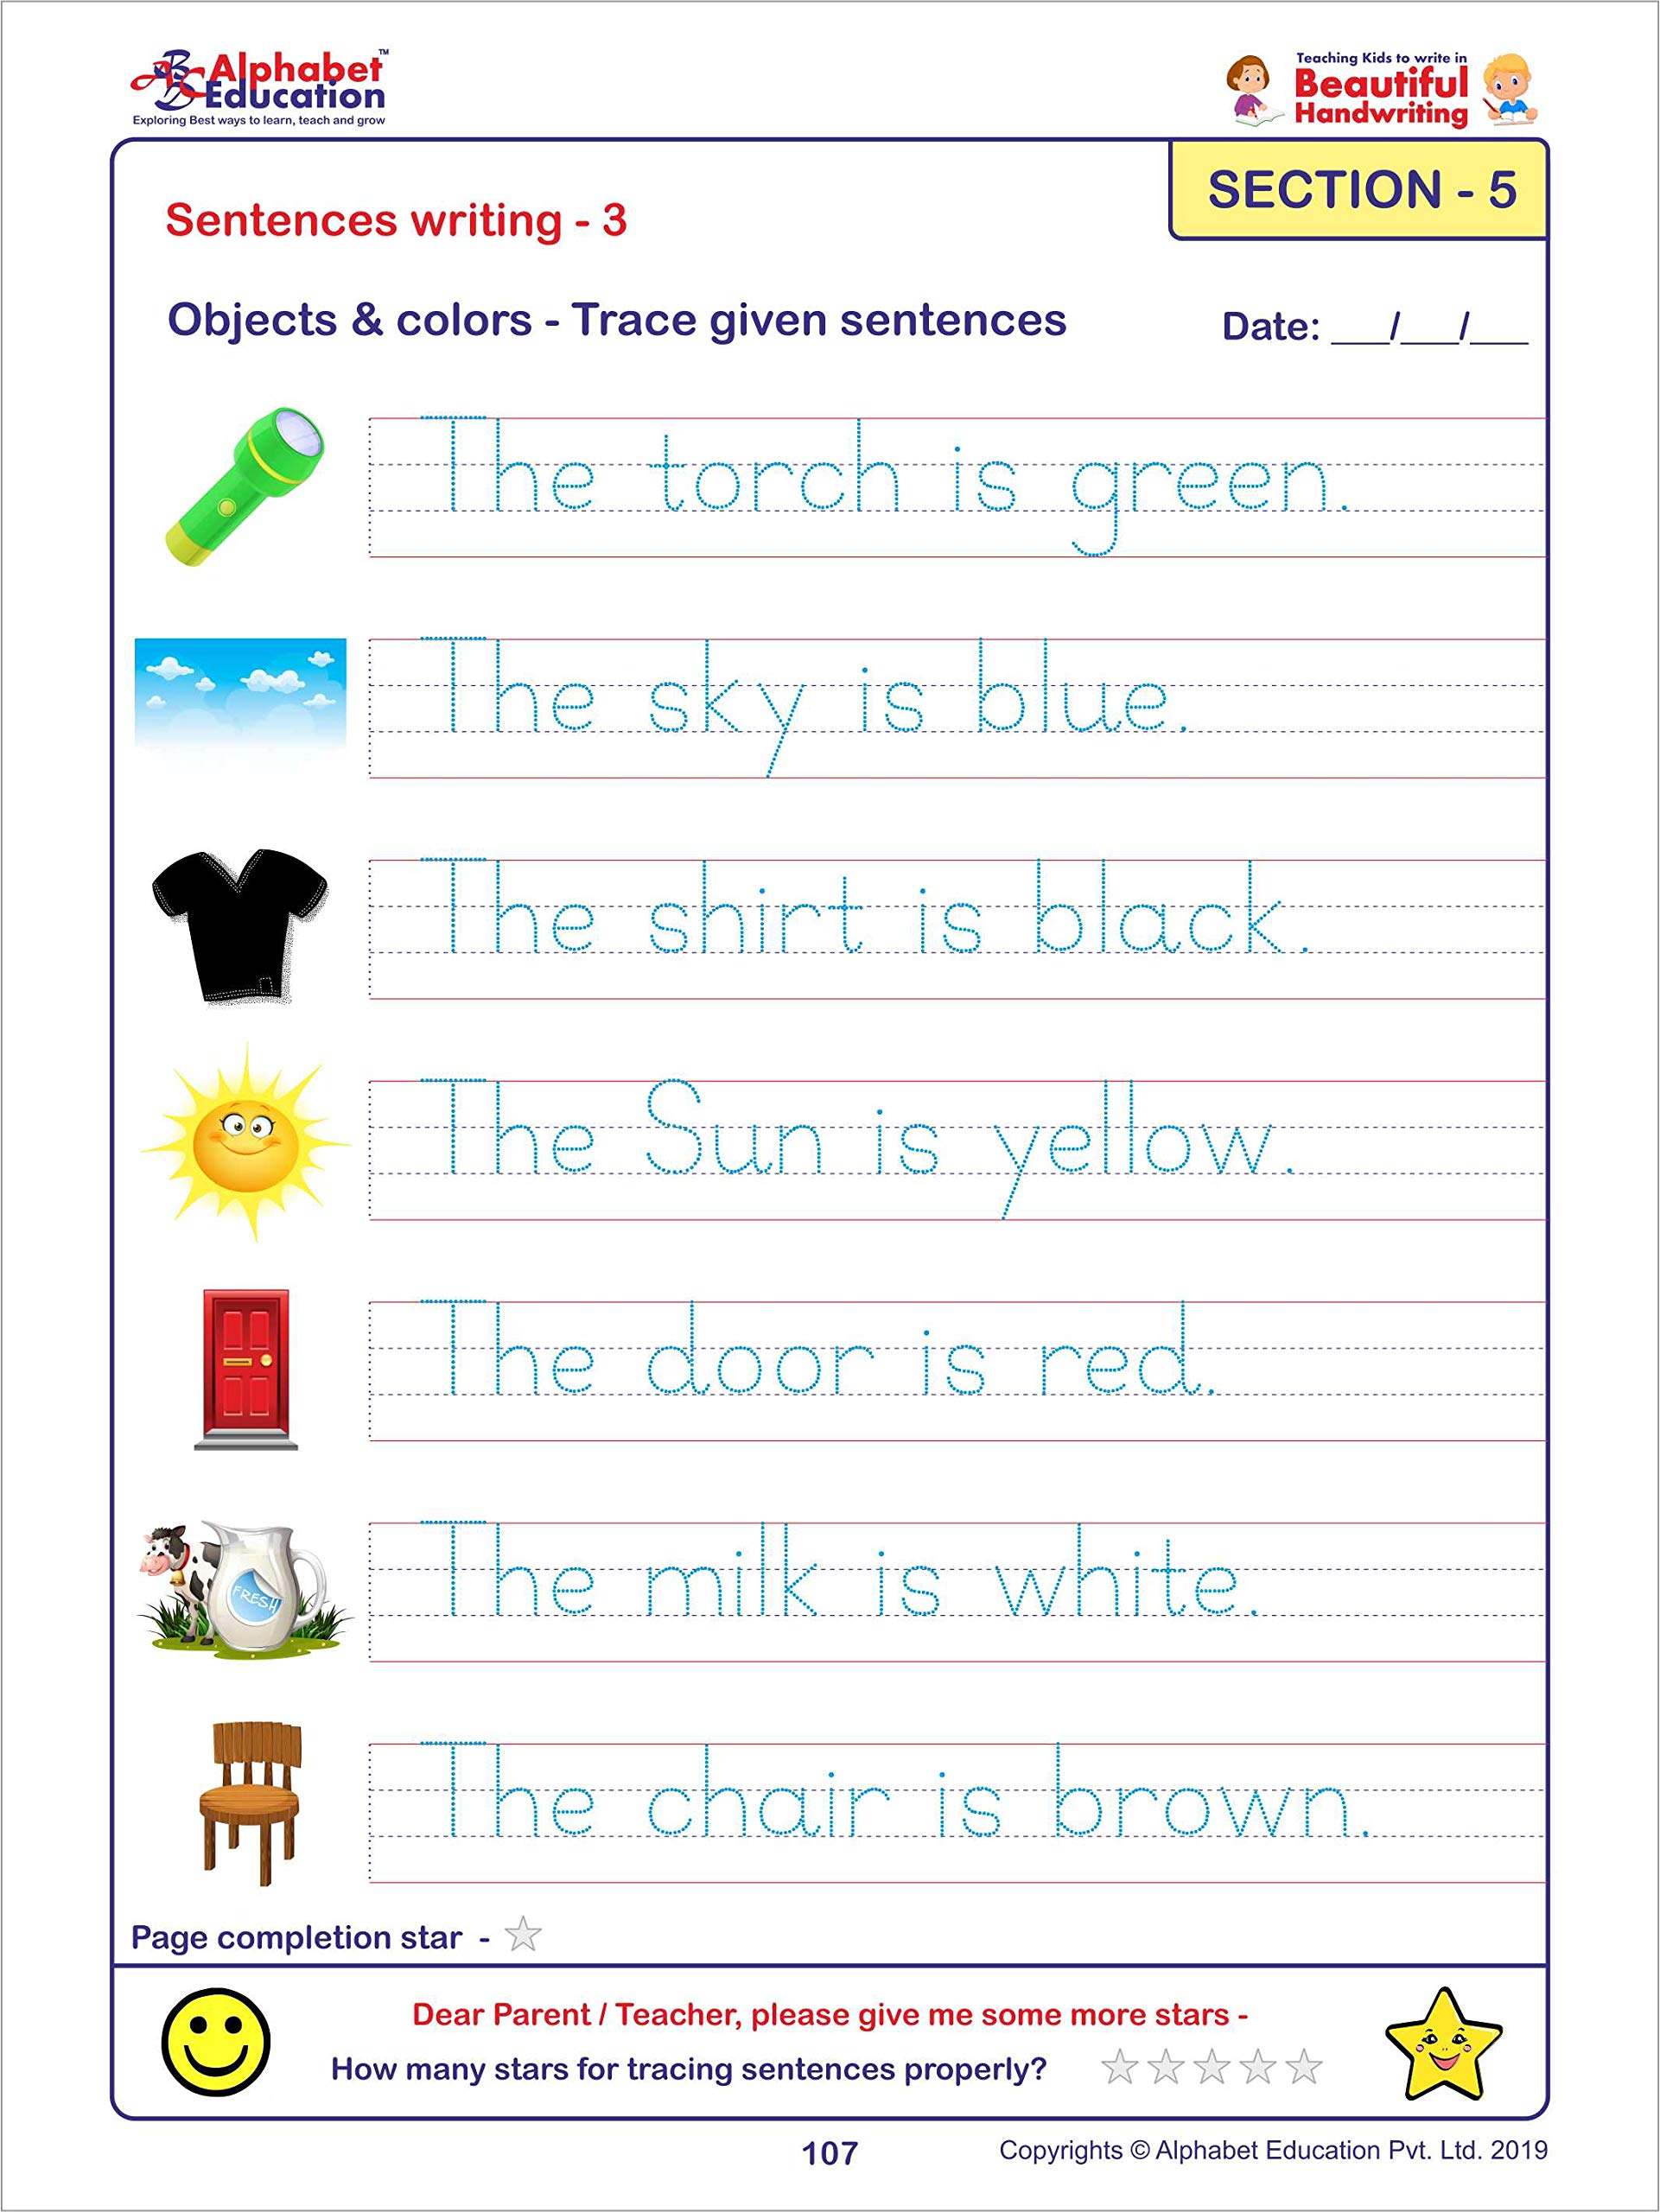 Alphabet™
Education
Exploring Best ways to learn, teach and grow
Teaching Kids to write in
Beautiful
Handwriting
SECTION - 5
Sentences writing - 3
Objects & colors - Trace given sentences
Date: ___/___/___
The torch is green.
The sky is blue.
The shirt is black.
The Sun is yellow.
The door is red.
FRESH
The milk is white.
The chair is brown.
Page completion star -
Dear Parent / Teacher, please give me some more stars -
How many stars for tracing sentences properly?
107
Copyrights © Alphabet Education Pvt. Ltd. 2019